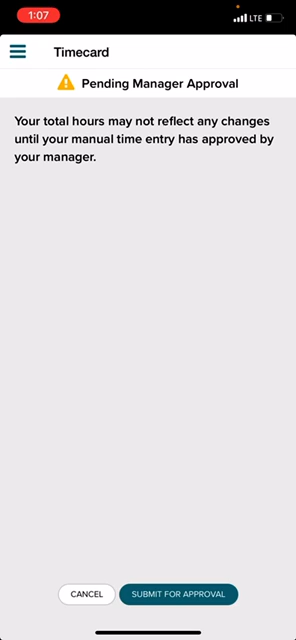 1:07
LTE
Timecard
Pending Manager Approval
Your total hours may not reflect any changes
until your manual time entry has approved by
your manager.
CANCEL
SUBMIT FOR APPROVAL